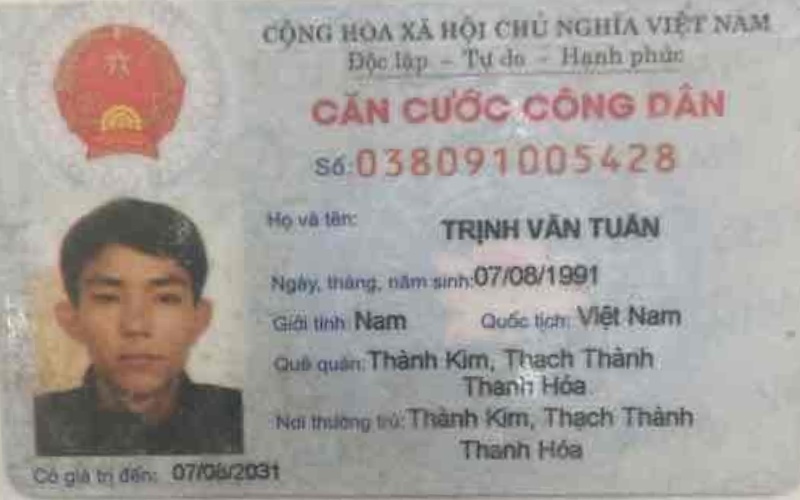 CỘNG HÒA XÃ HỘI CHỦ NGHĨA VIỆT NAM
Độc lập – Tự do – Hạnh phúc
CĂN CƯỚC CÔNG DÂN
Số: 038091005428
Họ và tên: TRỊNH VĂN TUÂN
Ngày, tháng, năm sinh: 07/08/1991
Giới tính: Nam Quốc tịch: Việt Nam
Quê quán: Thành Kim, Thạch Thành
Thanh Hóa
Nơi thường trú: Thành Kim, Thạch Thành
Thanh Hóa
Có giá trị đến: 07/08/2031